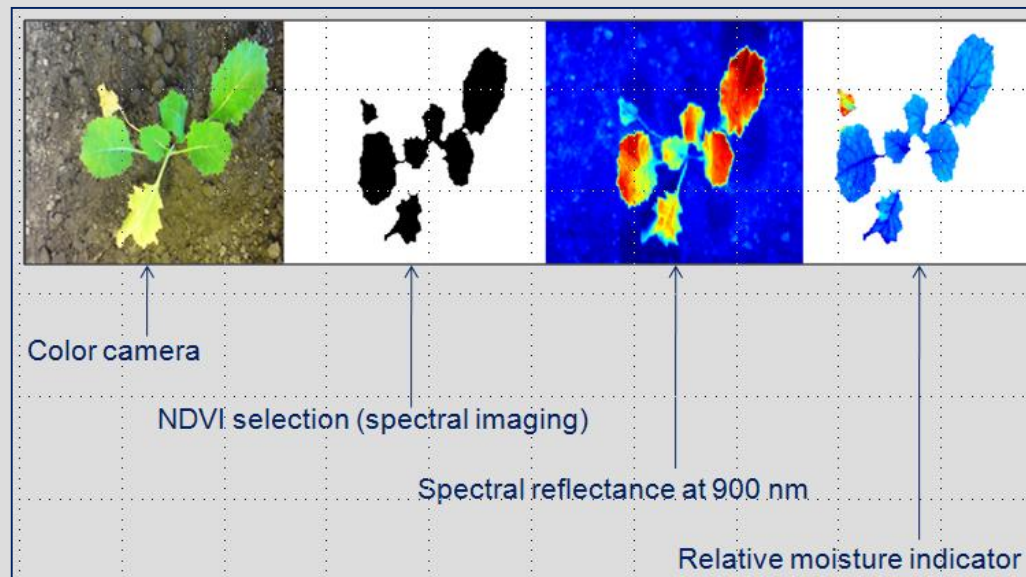 Color camera
NDVI selection (spectral imaging)
Spectral reflectance at 900 nm
Relative moisture indicator